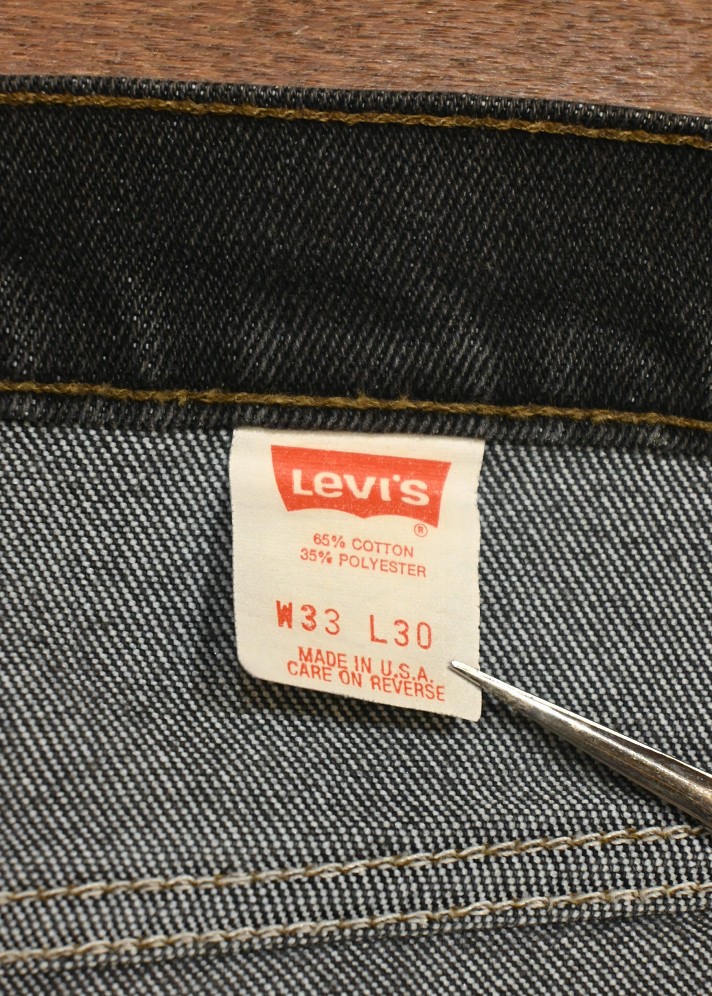 LEVI'S
®
65% COTTON
35% POLYESTER
W33 L30
MADE IN U.S.A.
CARE ON REVERSE